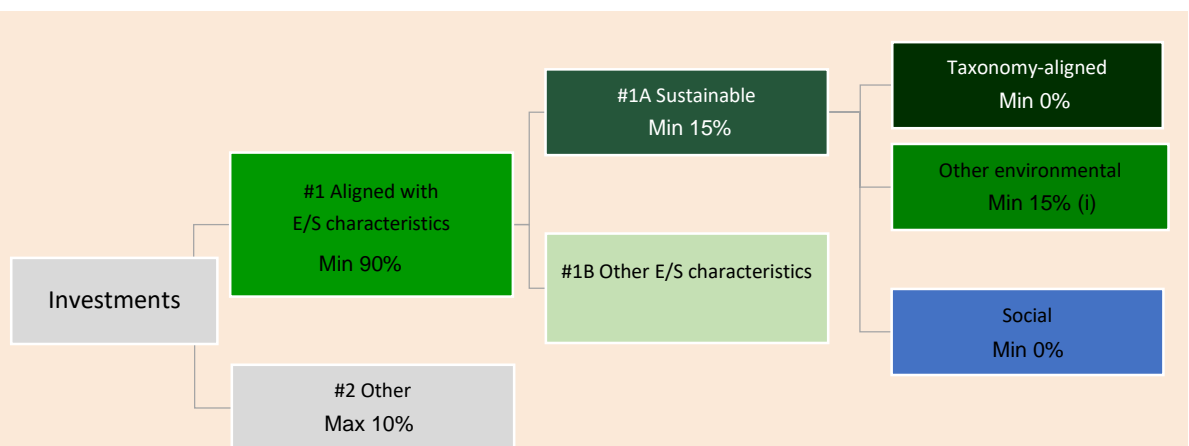 Investments
#1 Aligned with
E/S characteristics
Min 90%
#2 Other
Max 10%
#1A Sustainable
Min 15%
#1B Other E/S characteristics
Taxonomy-aligned
Min 0%
Other environmental
Min 15% (i)
Social
Min 0%